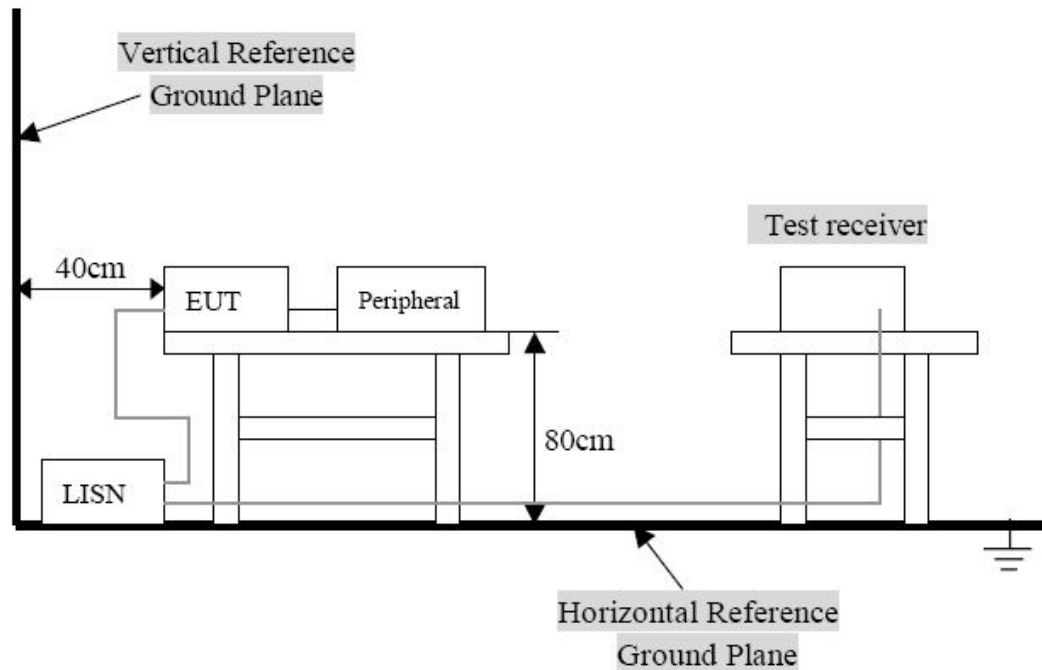 Vertical Reference
Ground Plane
Test receiver
40cm
EUT
Peripheral
80cm
LISN
Horizontal Reference
Ground Plane